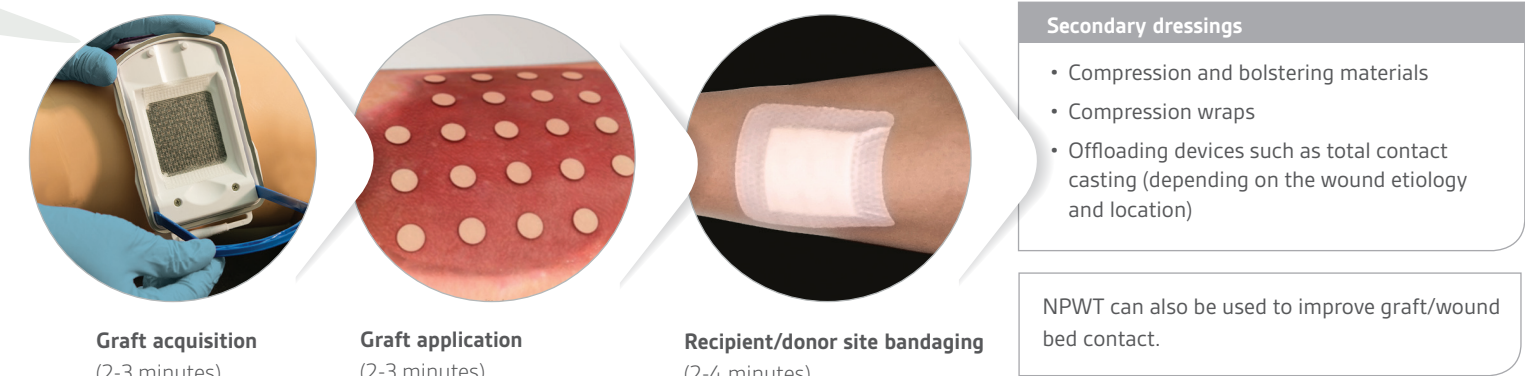 Graft acquisition
(2-3 minutes)
Graft application
(2-3 minutes)
Recipient/donor site bandaging
(2-4 minutes)
Secondary dressings
• Compression and bolstering materials
• Compression wraps
• Offloading devices such as total contact
casting (depending on the wound etiology
and location)
NPWT can also be used to improve graft/wound
bed contact.